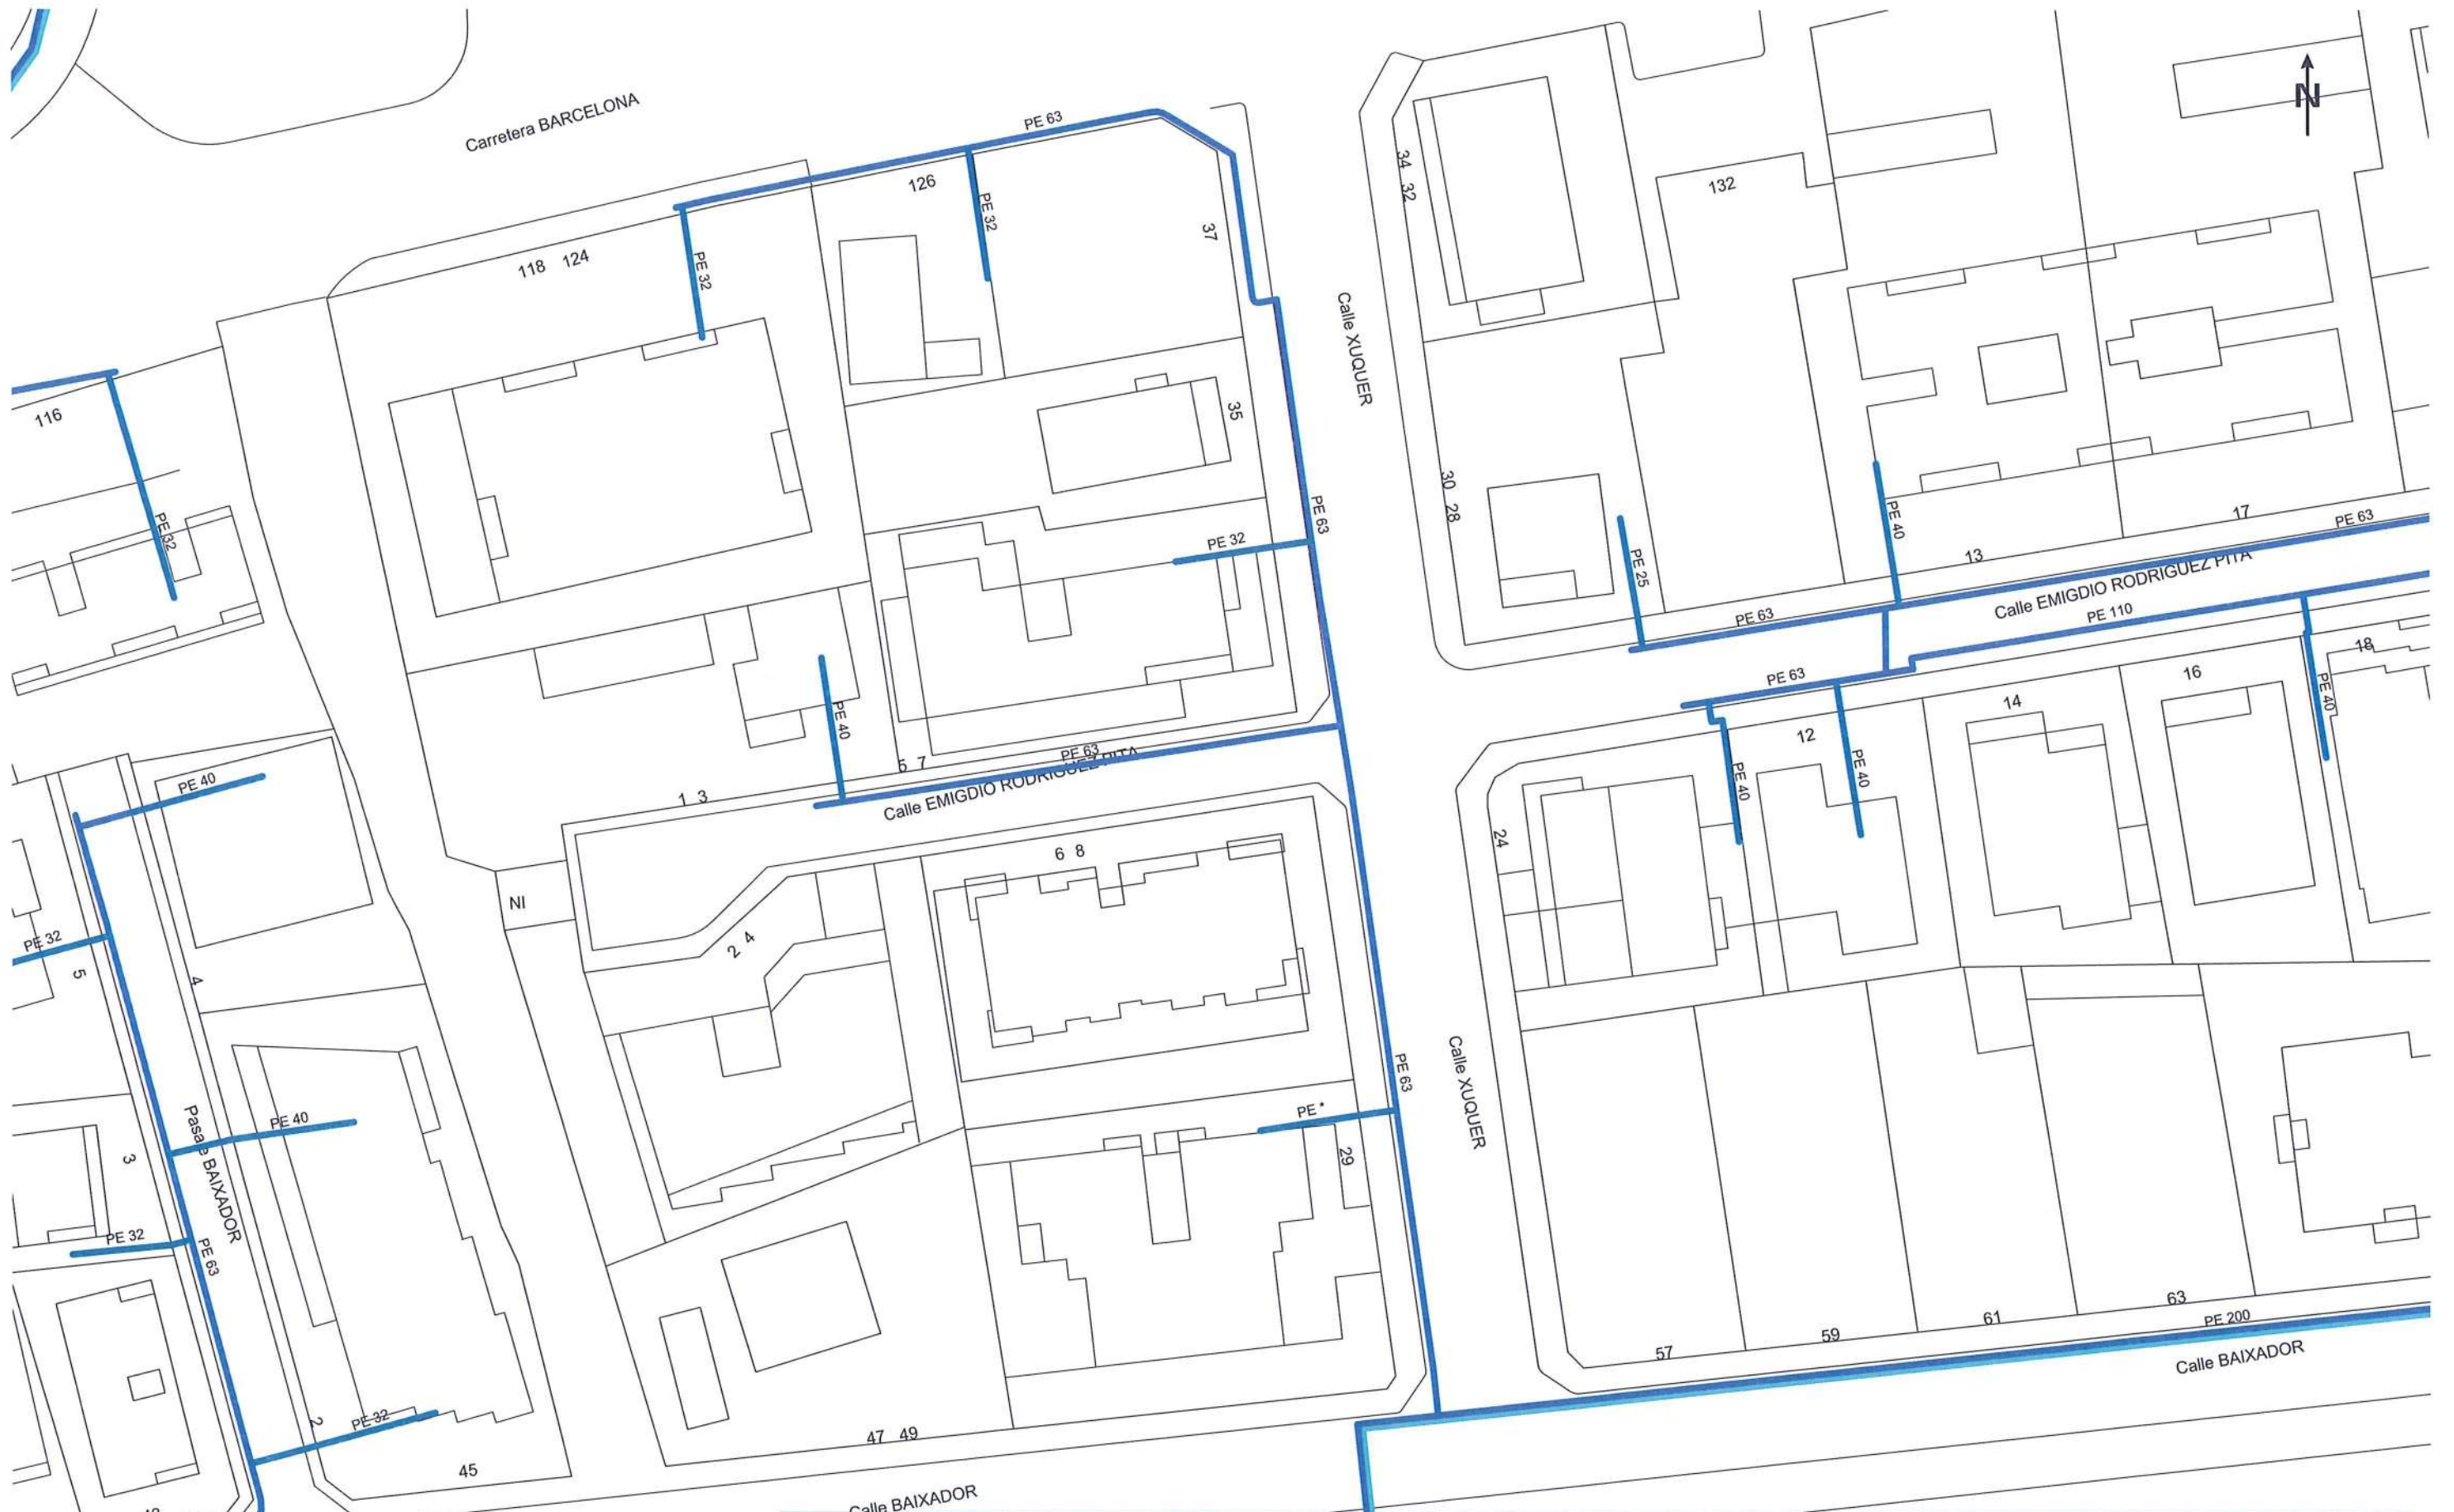 N
Carretera BARCELONA
PE 63
126
PE 32
37
34
32
132
118 124
PE 32
Calle XUQUER
116
35
PE 32
30
28
PE 63
PE 32
PE 40
17
PE 63
13
PE 25
Calle EMIGDIO RODRIGUEZ PITA
PE 63
PE 110
18
PE 63
16
PE 40
14
12
PE 40
PE 63
5 7
PE 40
PE 40
PE 40
1 3
Calle EMIGDIO RODRIGUEZ PITA
24
6 8
NI
2 4
PE 32
5
4
PE 63
Calle XUQUER
PE *
PE 40
Pasaje BAIXADOR
3
29
PE 32
PE 63
63
61
PE 200
59
57
Calle BAIXADOR
2
PE 32
47 49
45
Calle BAIXADOR